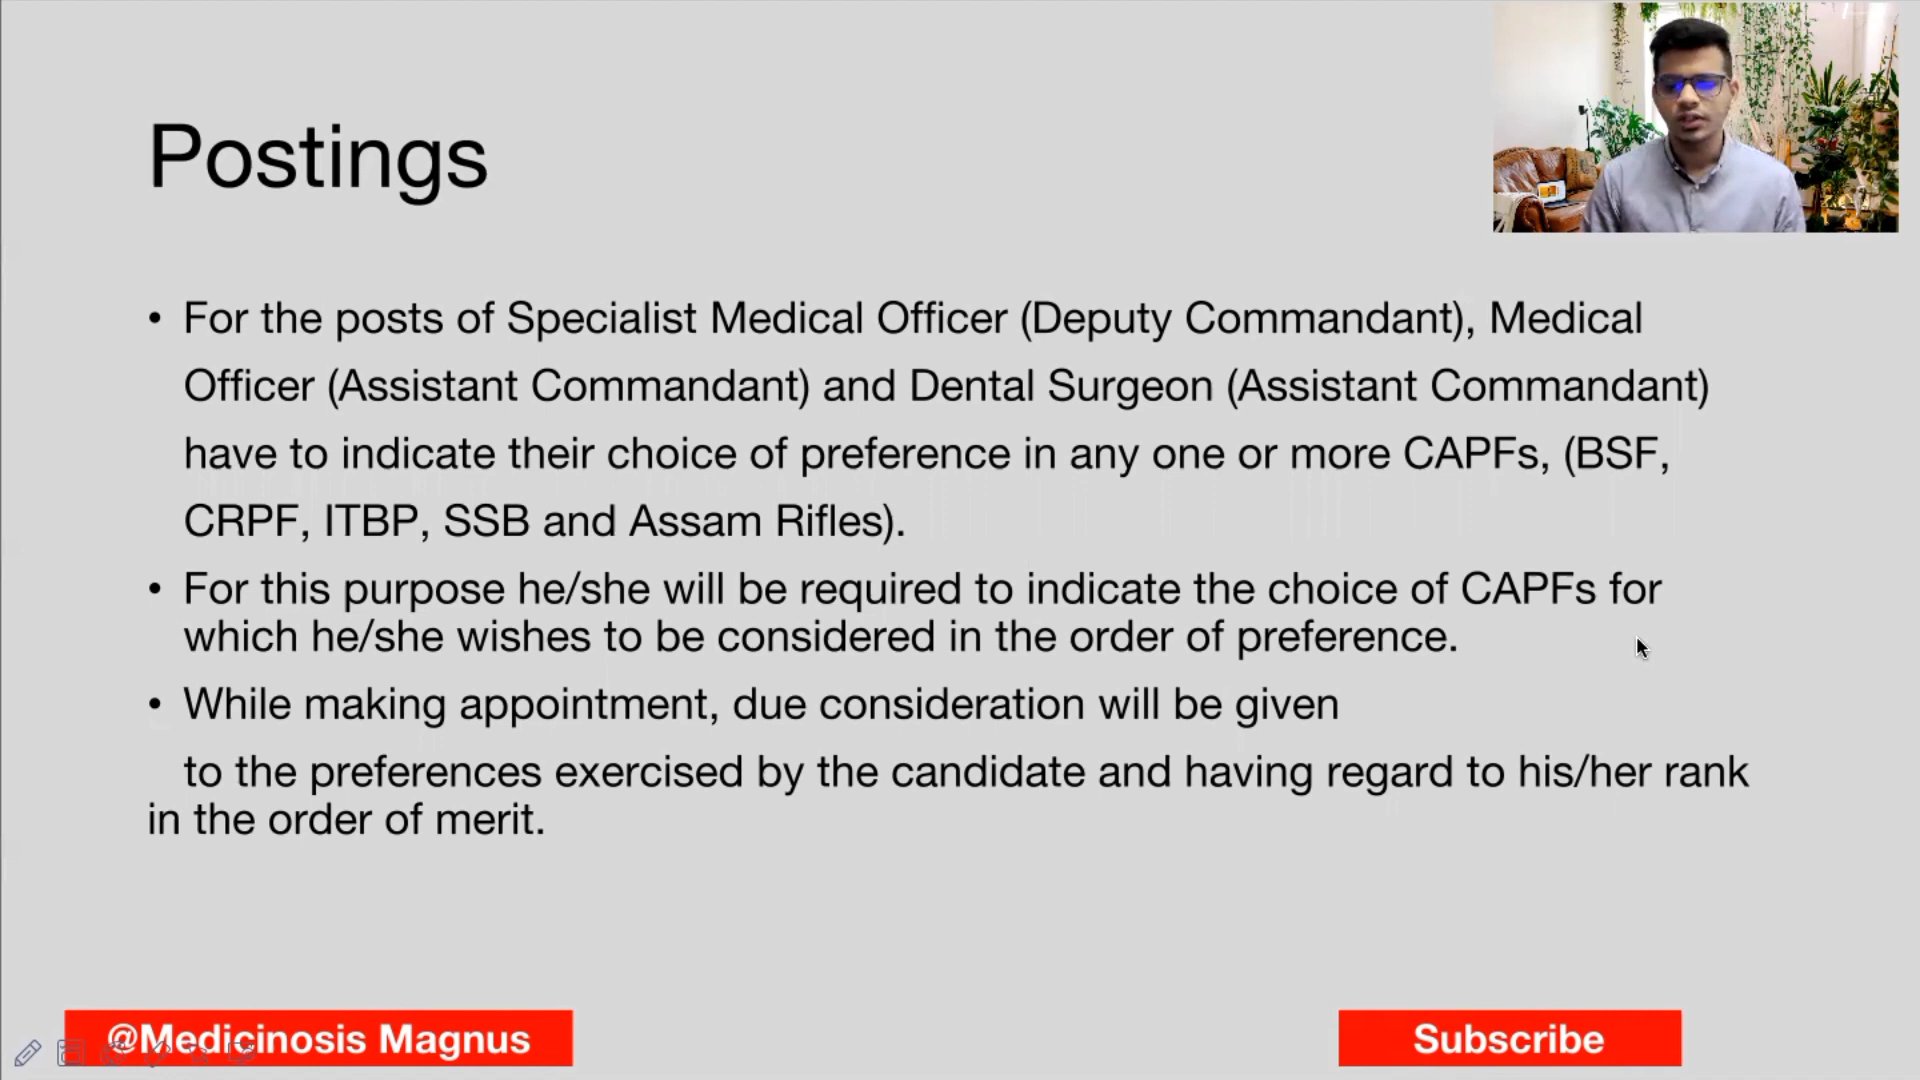 Postings
• For the posts of Specialist Medical Officer (Deputy Commandant), Medical
Officer (Assistant Commandant) and Dental Surgeon (Assistant Commandant)
have to indicate their choice of preference in any one or more CAPFs, (BSF,
CRPF, ITBP, SSB and Assam Rifles).
• For this purpose he/she will be required to indicate the choice of CAPFs for
which he/she wishes to be considered in the order of preference.
• While making appointment, due consideration will be given
to the preferences exercised by the candidate and having regard to his/her rank
in the order of merit.
@Medicinosis Magnus
Subscribe